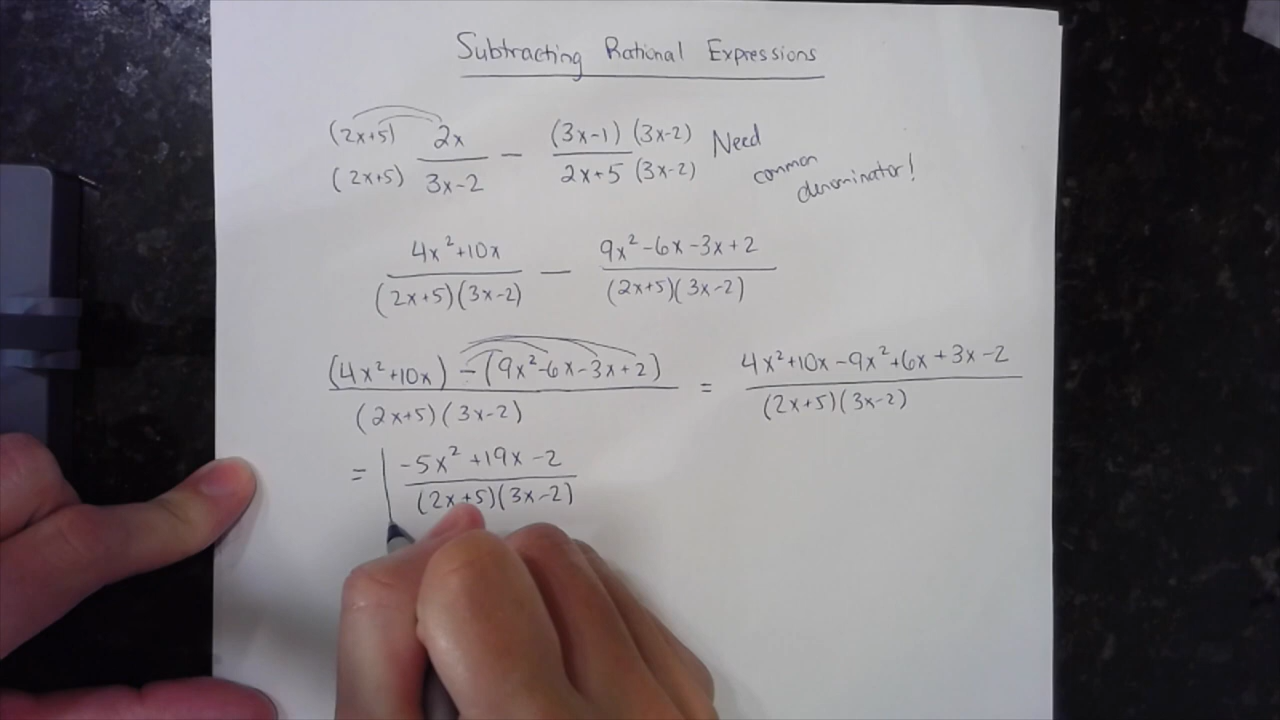 Subtracting Rational Expressions
(2x+5) 2x / (2x+5) 3x-2 — (3x-1) (3x-2) / 2x+5 (3x-2) Need common denominator!
4x²+10x / (2x+5)(3x-2) — 9x²-6x-3x+2 / (2x+5)(3x-2)
(4x²+10x) - (9x²-6x-3x+2) / (2x+5)(3x-2) = 4x²+10x-9x²+6x+3x-2 / (2x+5)(3x-2)
= -5x²+19x-2 / (2x+5)(3x-2)